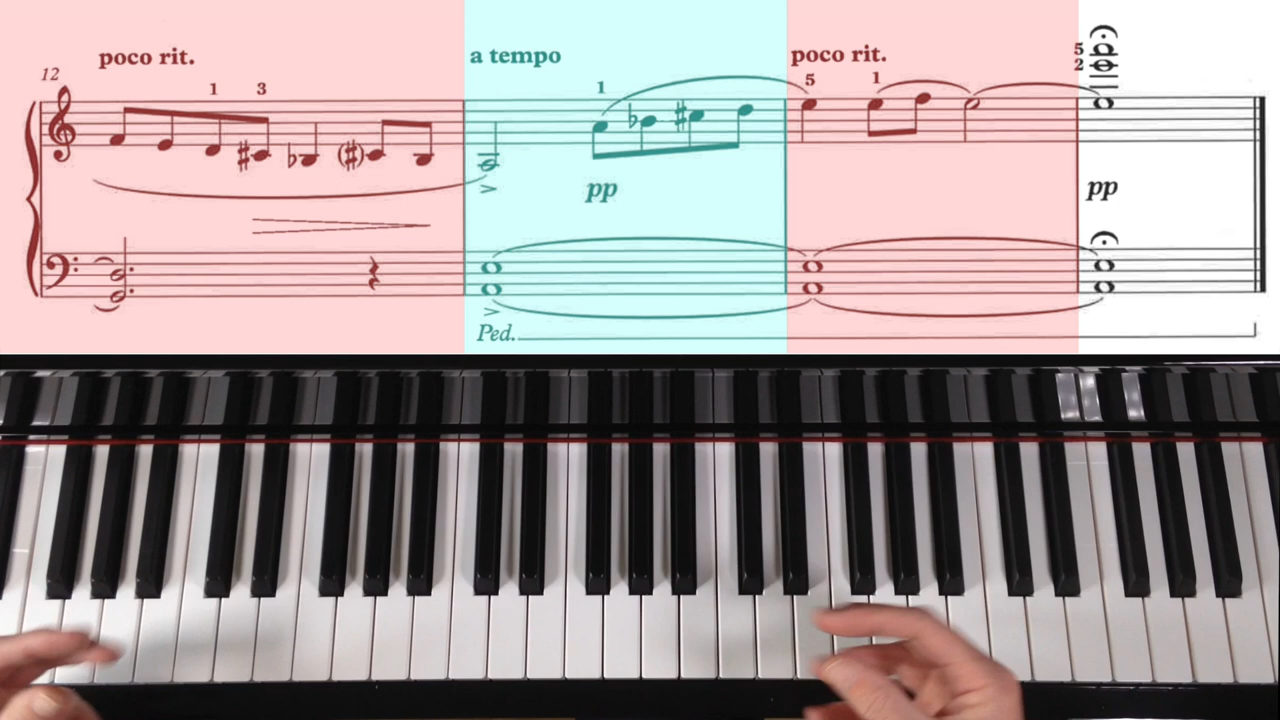 poco rit. a tempo poco rit.
12 1 3 1 5 1 5
2
pp pp
Ped.